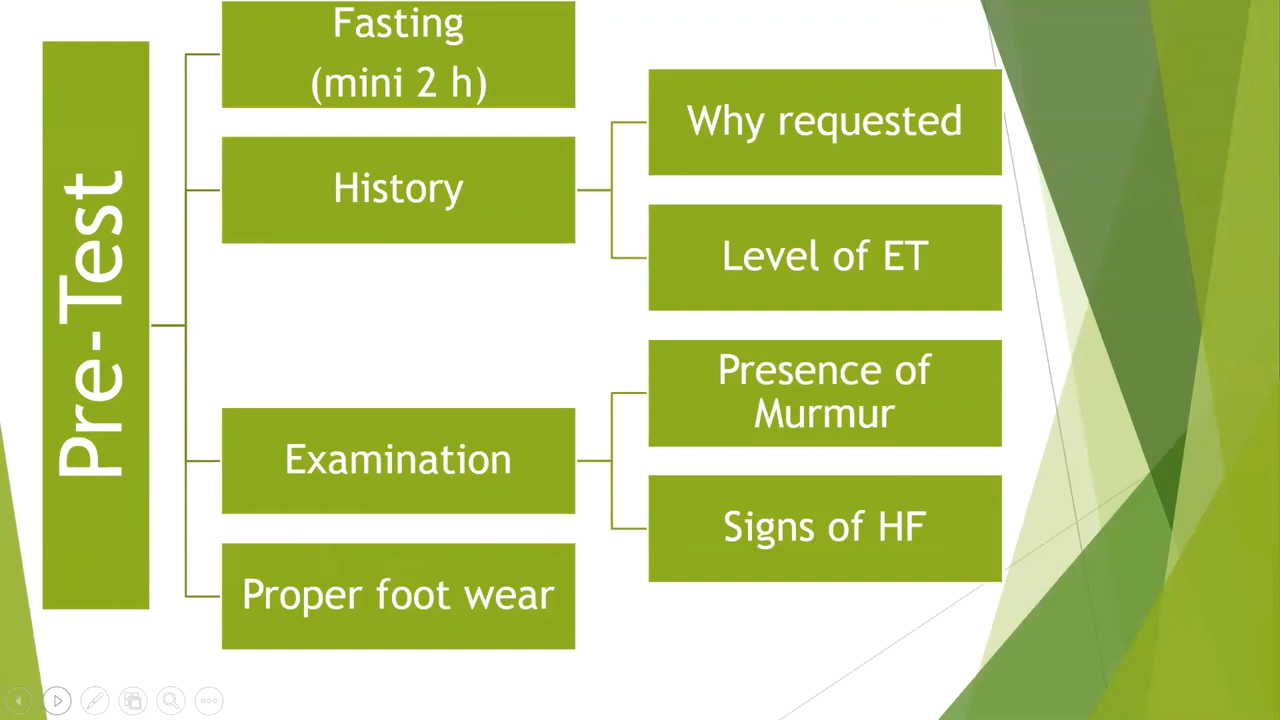 Pre-Test
Fasting
(mini 2 h)
History
Why requested
Level of ET
Examination
Presence of
Murmur
Signs of HF
Proper foot wear